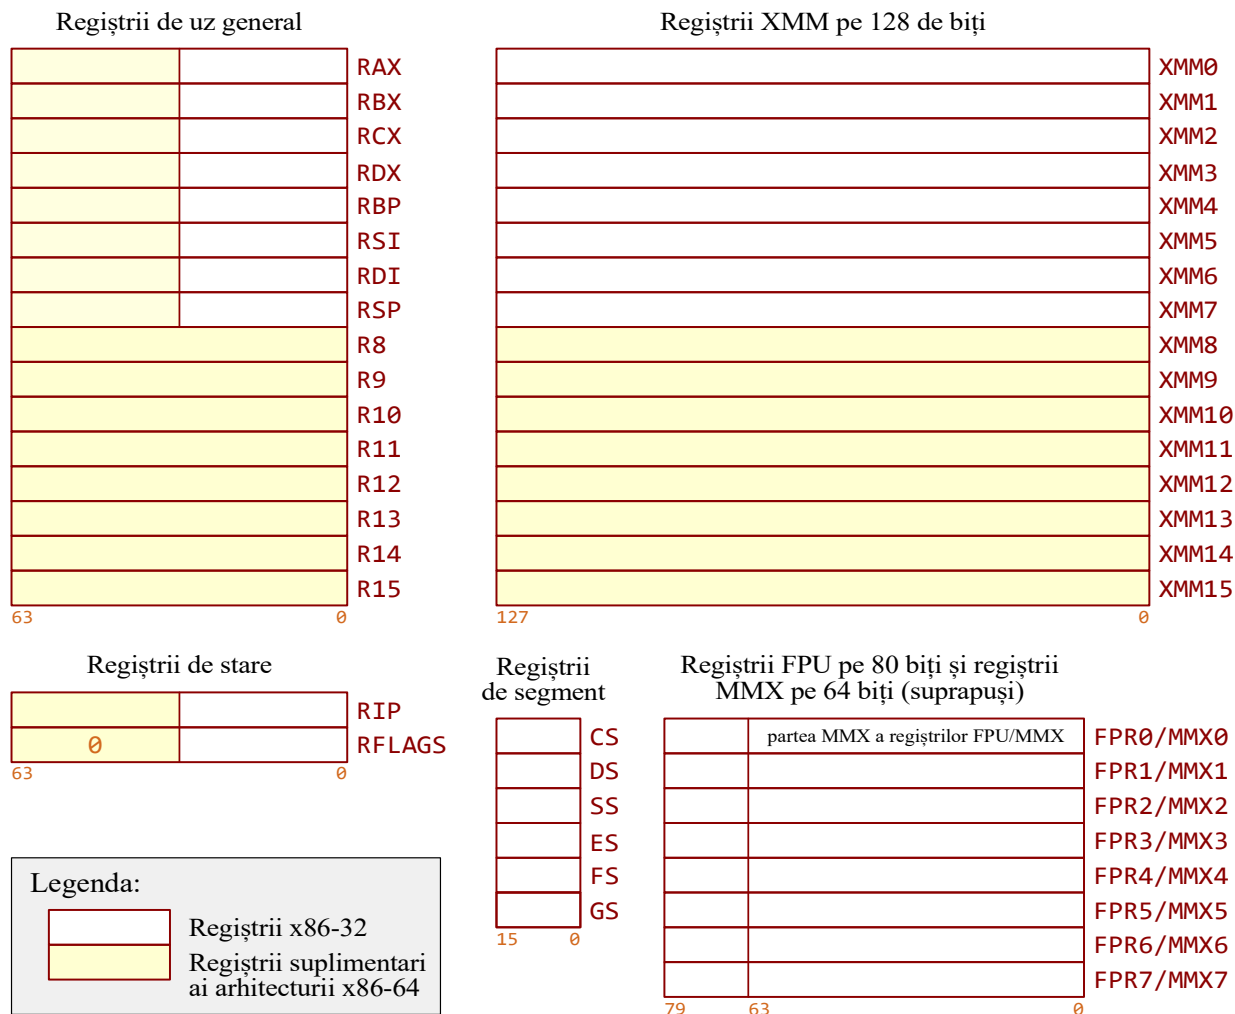 Regiștrii de uz general
RAX
RBX
RCX
RDX
RBP
RSI
RDI
RSP
R8
R9
R10
R11
R12
R13
R14
R15
63 0
Regiștrii XMM pe 128 de biți
XMM0
XMM1
XMM2
XMM3
XMM4
XMM5
XMM6
XMM7
XMM8
XMM9
XMM10
XMM11
XMM12
XMM13
XMM14
XMM15
127 0
Regiștrii de stare
RIP
0 RFLAGS
63 0
Regiștrii
de segment
CS
DS
SS
ES
FS
GS
15 0
Regiștrii FPU pe 80 biți și regiștrii
MMX pe 64 biți (suprapuși)
partea MMX a regiștrilor FPU/MMX FPR0/MMX0
FPR1/MMX1
FPR2/MMX2
FPR3/MMX3
FPR4/MMX4
FPR5/MMX5
FPR6/MMX6
FPR7/MMX7
79 63 0
Legenda:
Regiștrii x86-32
Regiștrii suplimentari
ai arhitecturii x86-64